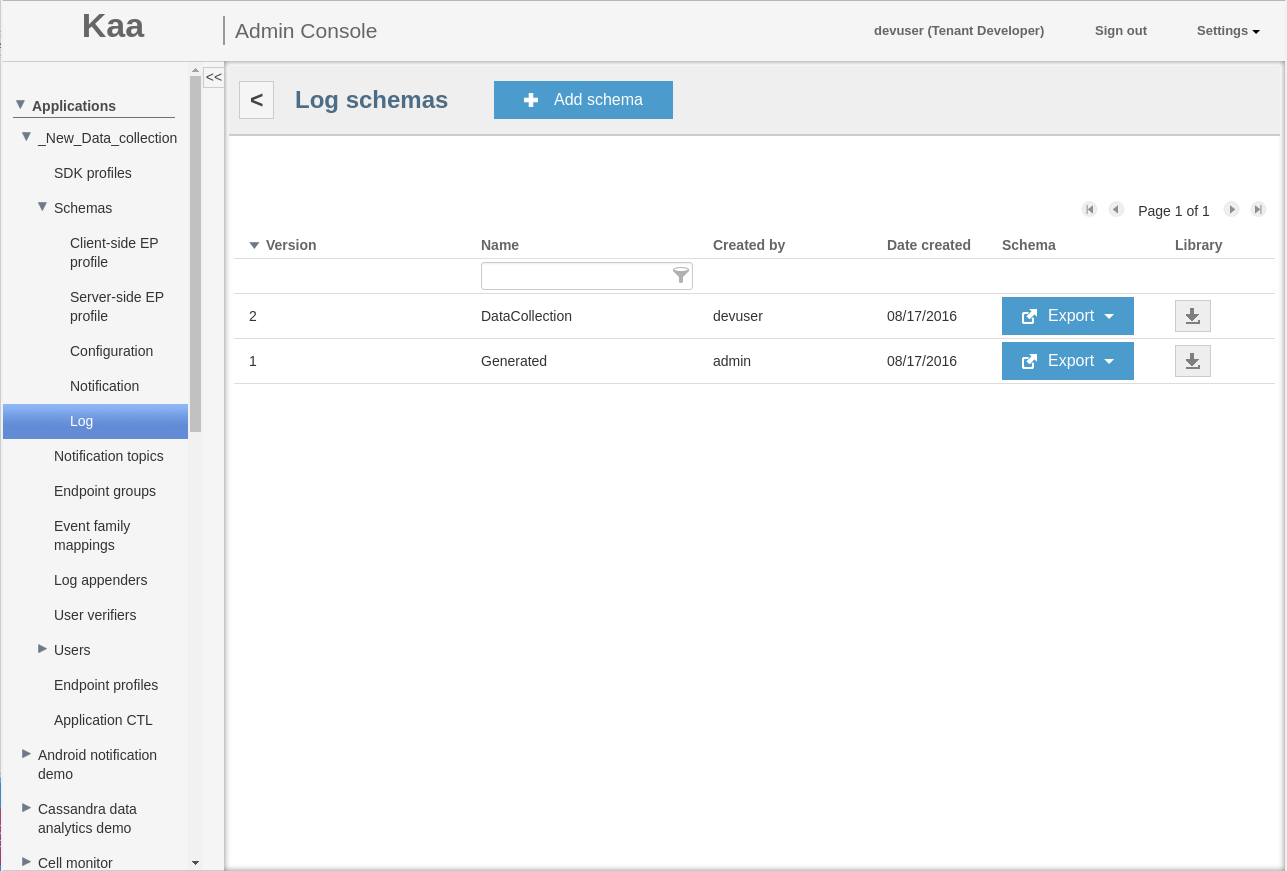 Kaa
Admin Console
devuser (Tenant Developer)
Sign out
Settings
<<
Applications
_New_Data_collection
SDK profiles
Schemas
Client-side EP
profile
Server-side EP
profile
Configuration
Notification
Log
Notification topics
Endpoint groups
Event family
mappings
Log appenders
User verifiers
Users
Endpoint profiles
Application CTL
Android notification
demo
Cassandra data
analytics demo
Cell monitor
<
Log schemas
Add schema
Page 1 of 1
Version Name Created by Date created Schema Library
2 DataCollection devuser 08/17/2016 Export
1 Generated admin 08/17/2016 Export